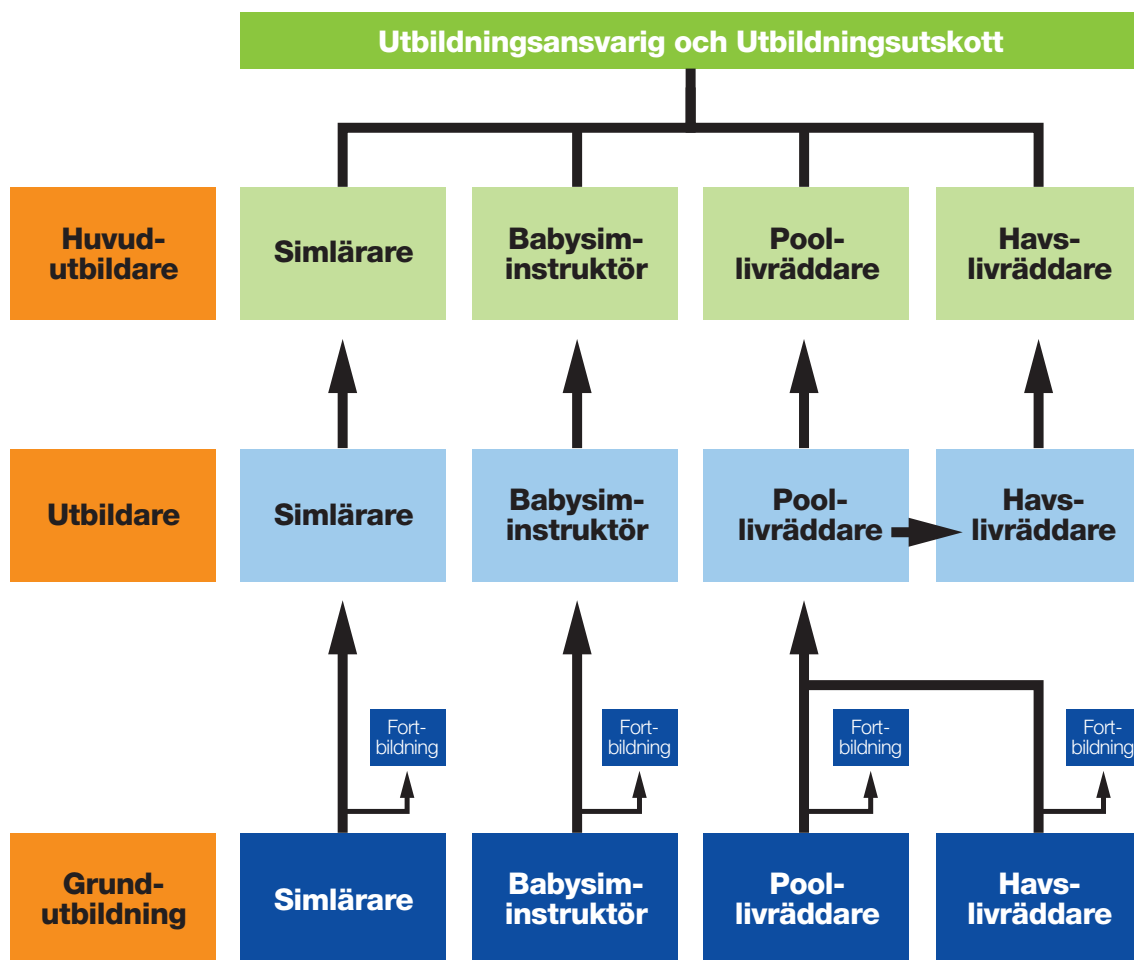 Utbildningsansvarig och Utbildningsutskott
Huvud-
utbildare
Simlärare
Babysim-
instruktör
Pool-
livräddare
Havs-
livräddare
Utbildare
Simlärare
Babysim-
instruktör
Pool-
livräddare
Havs-
livräddare
Fort-
bildning
Fort-
bildning
Fort-
bildning
Fort-
bildning
Grund-
utbildning
Simlärare
Babysim-
instruktör
Pool-
livräddare
Havs-
livräddare